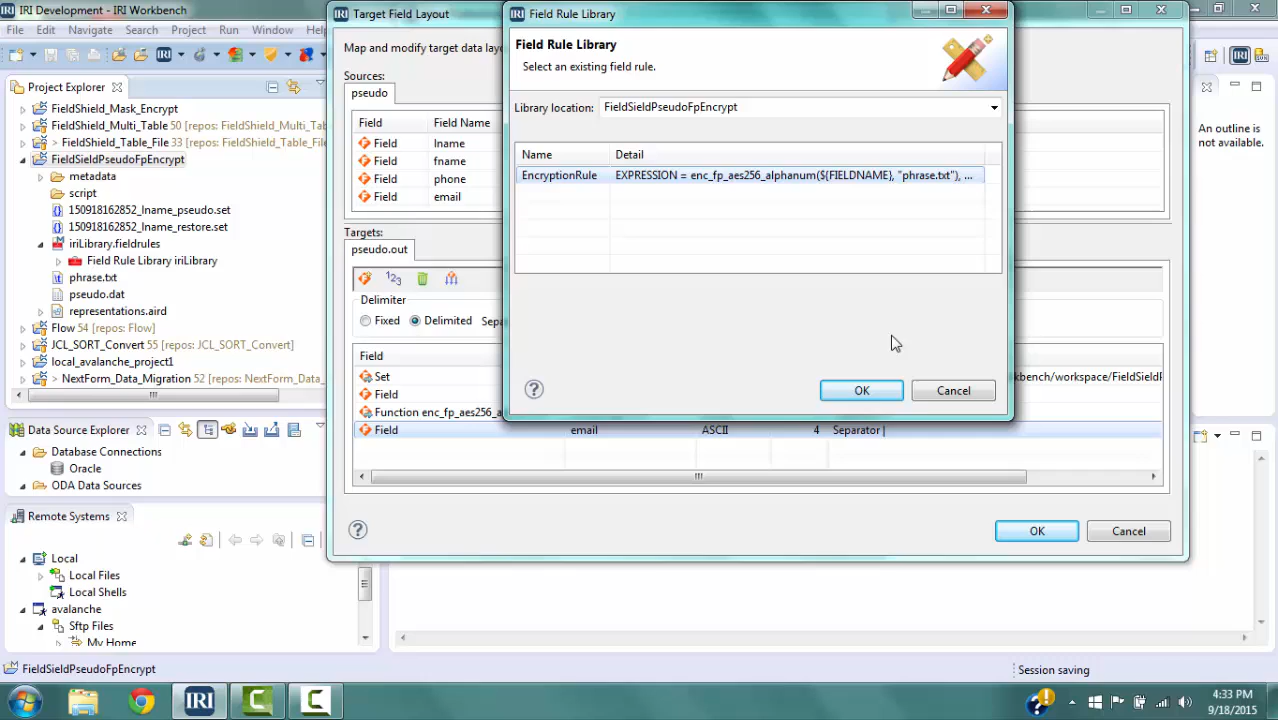 IRI Development - IRI Workbench
File Edit Navigate Search Project Run Window
Project Explorer
FieldShield_Mask_Encrypt
FieldShield_Multi_Table 50 [repos: FieldShield_Multi_Ta
> FieldShield_Table_File 33 [repos: FieldShield_Table_Fi
FieldSieldPseudoFpEncrypt
metadata
script
150918162852_lname_pseudo.set
150918162852_lname_restore.set
iriLibrary.fieldrules
Field Rule Library iriLibrary
phrase.txt
pseudo.dat
representations.aird
Flow 54 [repos: Flow]
JCL_SORT_Convert 55 [repos: JCL_SORT_Convert]
local_avalanche_project1
> NextForm_Data_Migration 52 [repos: NextForm_Data_
Data Source Explorer
Database Connections
Oracle
ODA Data Sources
Remote Systems
Local
Local Files
Local Shells
avalanche
Sftp Files
My Home
FieldSieldPseudoFpEncrypt
Target Field Layout
Map and modify target data layo
Sources:
pseudo
Field Field Name
Field lname
Field fname
Field phone
Field email
Targets:
pseudo.out
Delimiter
Fixed Delimited Sepa
Field
Set kbench/workspace/FieldSieldP
Field
Function enc_fp_aes256_a
Field email ASCII 4 Separator |
OK Cancel
Field Rule Library
Field Rule Library
Select an existing field rule.
Library location: FieldSieldPseudoFpEncrypt
Name Detail
EncryptionRule EXPRESSION = enc_fp_aes256_alphanum(${FIELDNAME}, "phrase.txt"), ...
OK Cancel
An outline is not available.
Session saving
4:33 PM
9/18/2015